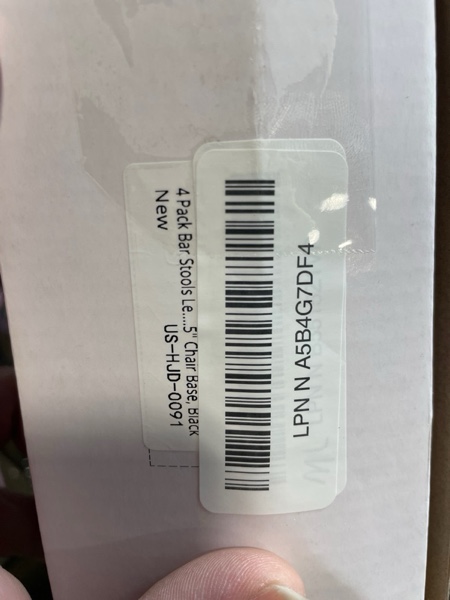 4 Pack Bar Stools Le....5" Chair Base, Black
New
US-HJD-0091
LPN N A5B4G7DF4